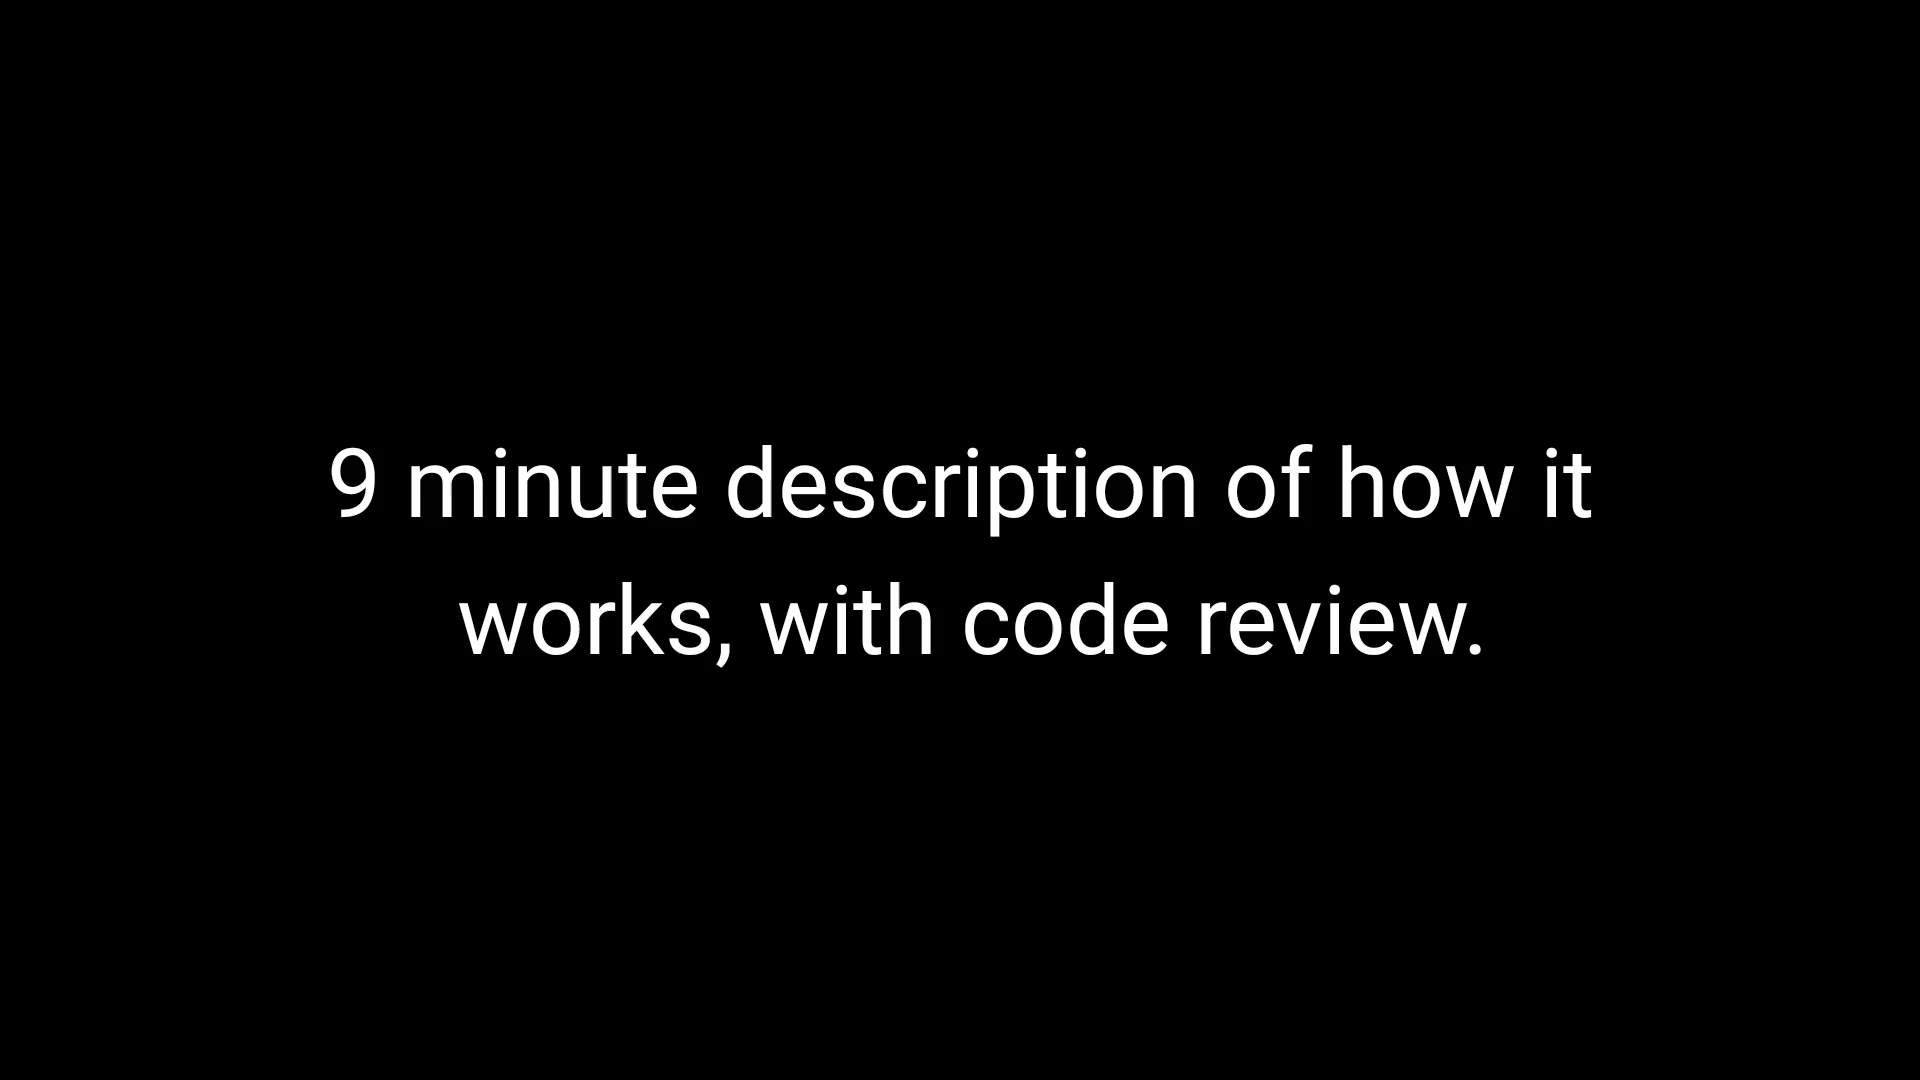 9 minute description of how it
works, with code review.